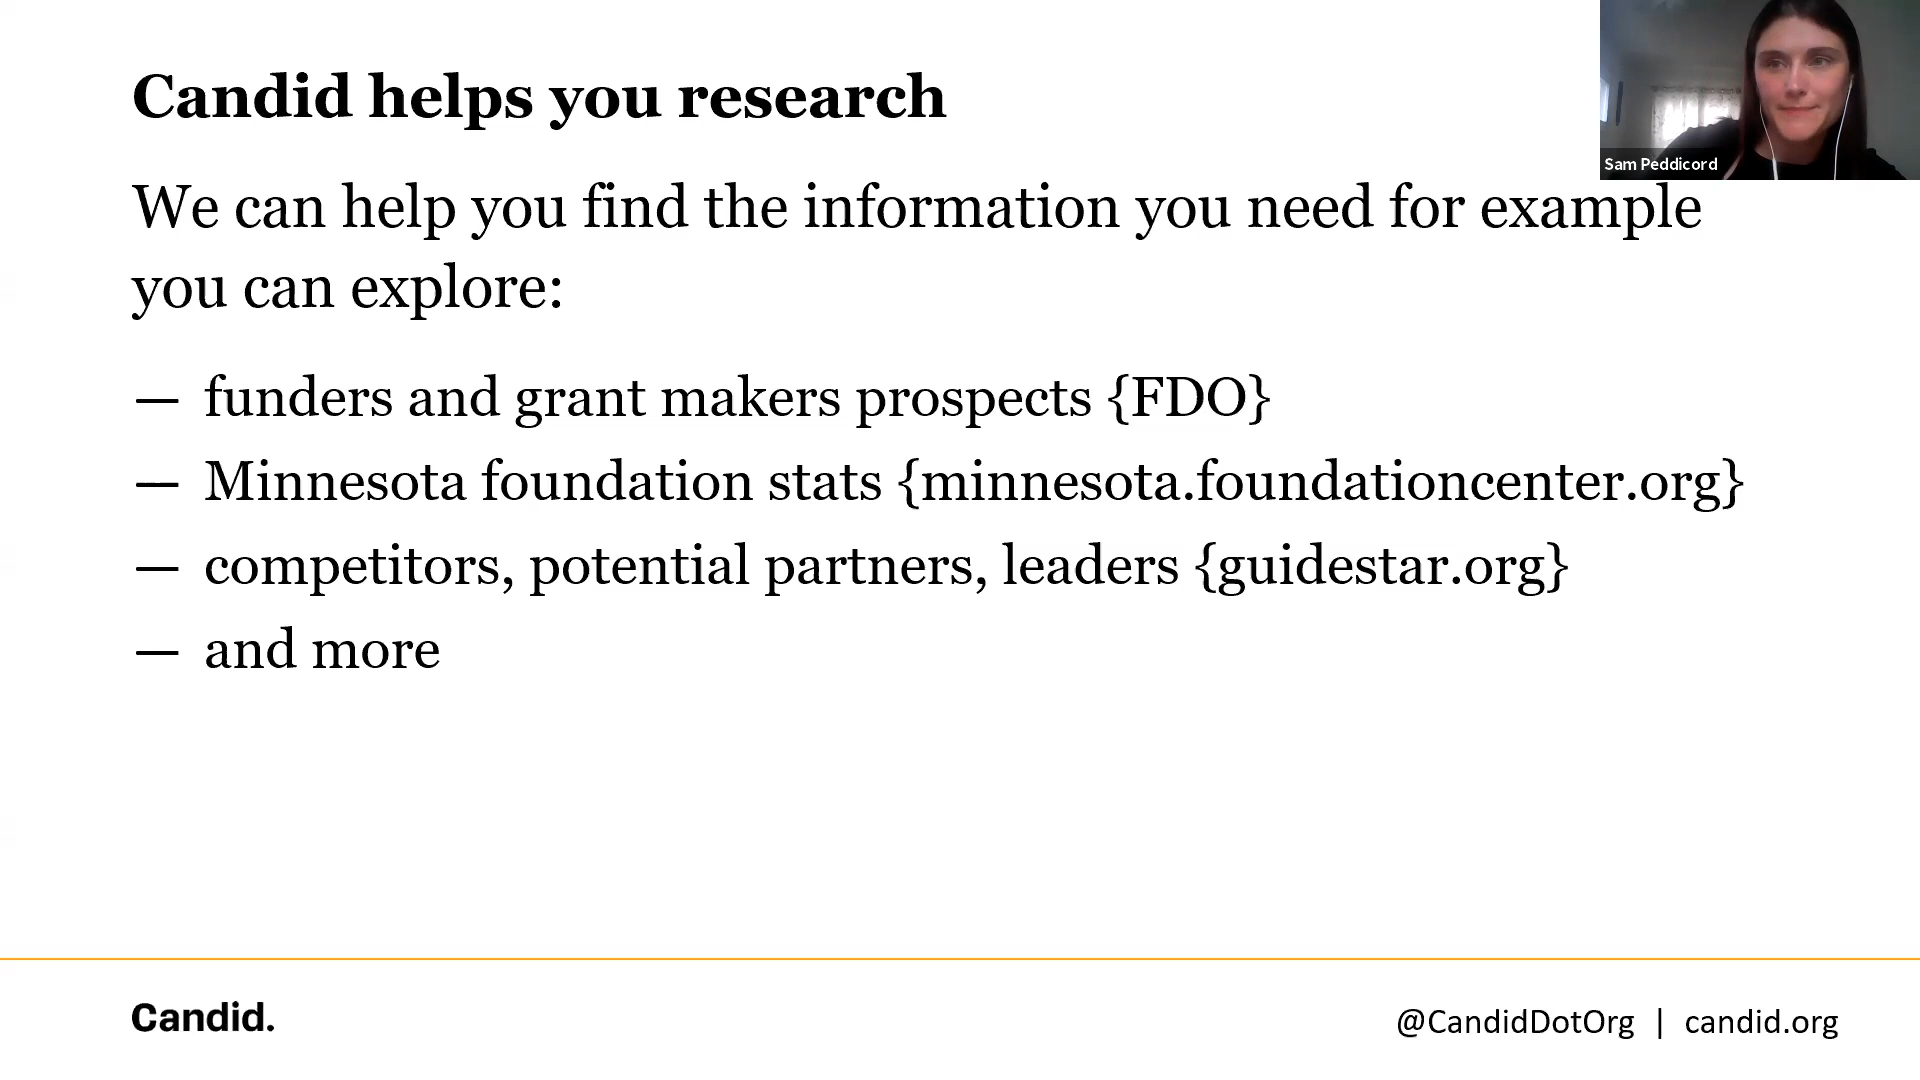 Candid helps you research
Sam Peddicord
We can help you find the information you need for example
you can explore:
— funders and grant makers prospects {FDO}
— Minnesota foundation stats {minnesota.foundationcenter.org}
— competitors, potential partners, leaders {guidestar.org}
— and more
Candid.
@CandidDotOrg | candid.org